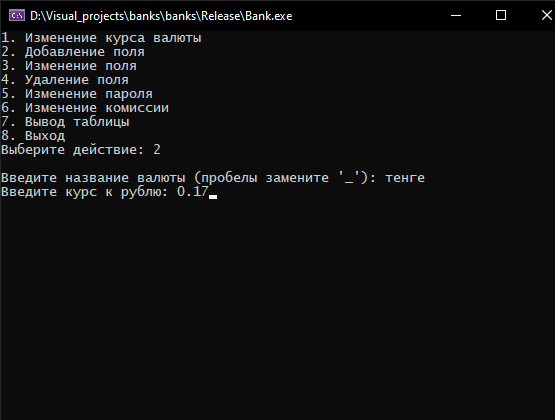 D:\Visual_projects\banks\banks\Release\Bank.exe
1. Изменение курса валюты
2. Добавление поля
3. Изменение поля
4. Удаление поля
5. Изменение пароля
6. Изменение комиссии
7. Вывод таблицы
8. Выход
Выберите действие: 2
Введите название валюты (пробелы замените '_'): тенге
Введите курс к рублю: 0.17